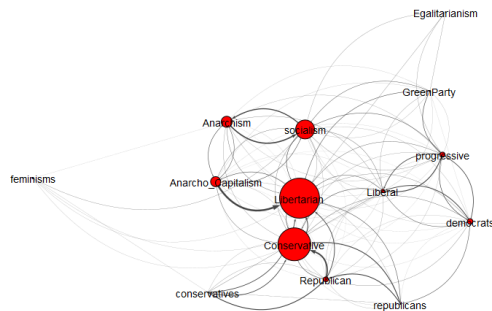 Egalitarianism
GreenParty
Anarchism
socialism
progressive
feminisms
Anarcho_Capitalism
Liberal
Libertarian
democrats
Conservative
Republican
conservatives
republicans